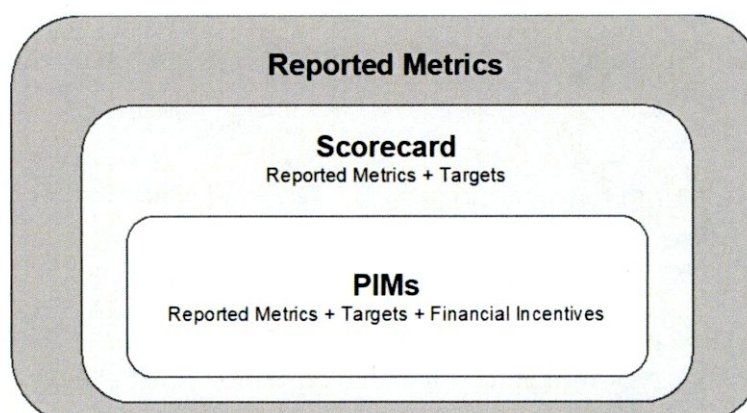 Reported Metrics
Scorecard
Reported Metrics + Targets
PIMs
Reported Metrics + Targets + Financial Incentives